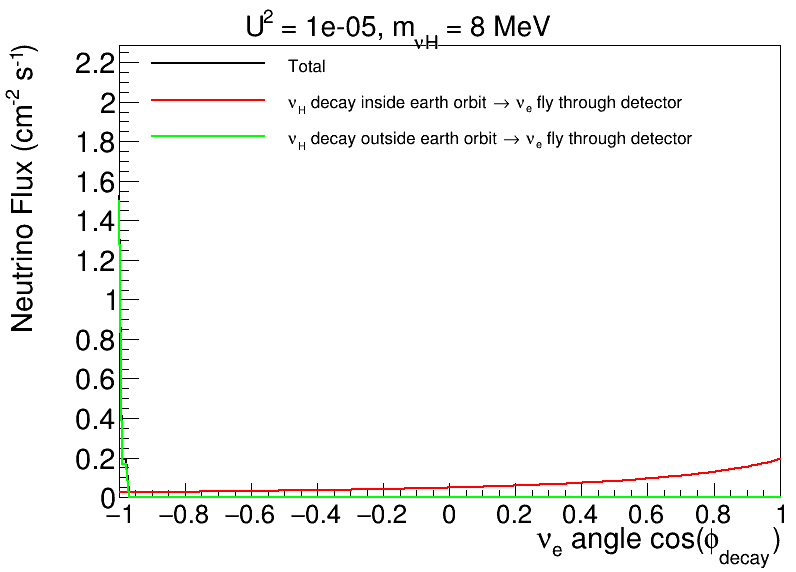 U² = 1e-05, m_νH = 8 MeV
Neutrino Flux (cm⁻² s⁻¹)
Total
ν_H decay inside earth orbit → ν_e fly through detector
ν_H decay outside earth orbit → ν_e fly through detector
2.2
2
1.8
1.6
1.4
1.2
1
0.8
0.6
0.4
0.2
0
−1 −0.8 −0.6 −0.4 −0.2 0 0.2 0.4 0.6 0.8 1
ν_e angle cos(ϕ_decay)